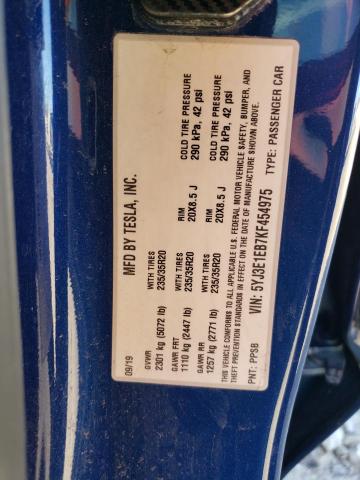 MFD BY TESLA, INC.
09/19
GVWR
2301 kg (5072 lb)
WITH TIRES
235/35R20
RIM
20X8.5 J
COLD TIRE PRESSURE
290 kPa, 42 psi
GAWR FRT
1110 kg (2447 lb)
WITH TIRES
235/35R20
RIM
20X8.5 J
COLD TIRE PRESSURE
290 kPa, 42 psi
GAWR RR
1257 kg (2771 lb)
THIS VEHICLE CONFORMS TO ALL APPLICABLE U.S. FEDERAL MOTOR VEHICLE SAFETY, BUMPER, AND
THEFT PREVENTION STANDARDS IN EFFECT ON THE DATE OF MANUFACTURE SHOWN ABOVE.
VIN: 5YJ3E1EB7KF454975
PNT: PPSB
TYPE: PASSENGER CAR